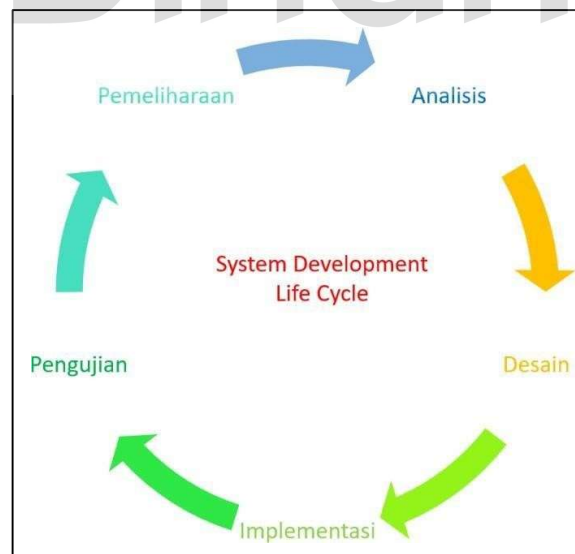 Pemeliharaan
Analisis
System Development
Life Cycle
Pengujian
Desain
Implementasi